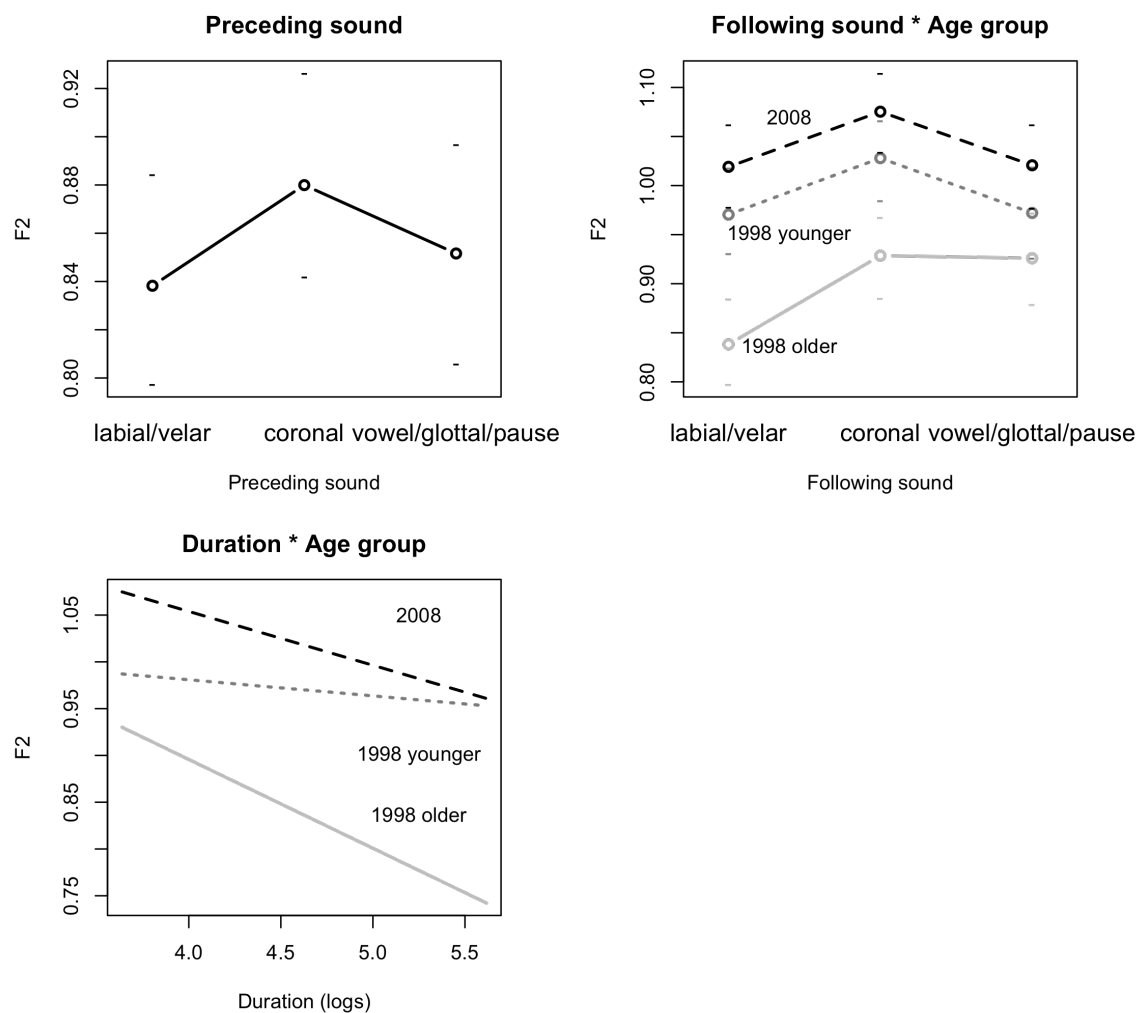 Preceding sound
F2
0.92
0.88
0.84
0.80
labial/velar coronal vowel/glottal/pause
Preceding sound
Following sound * Age group
F2
1.10
1.00
0.90
0.80
2008
1998 younger
1998 older
labial/velar coronal vowel/glottal/pause
Following sound
Duration * Age group
F2
1.05
0.95
0.85
0.75
2008
1998 younger
1998 older
4.0 4.5 5.0 5.5
Duration (logs)